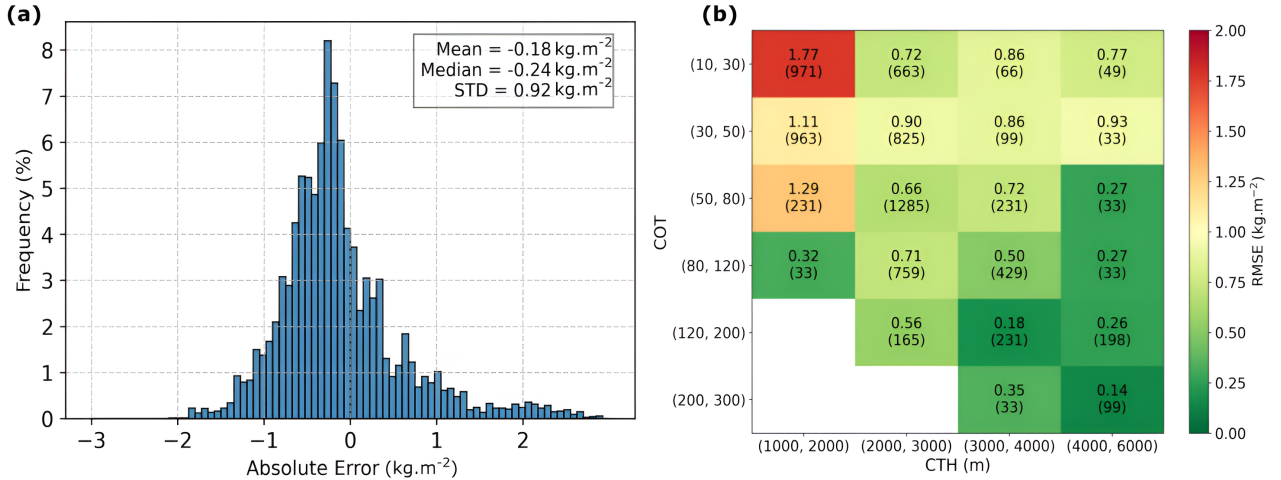 (a)
8
7
6
5
4
3
2
1
0
Frequency (%)
Mean = -0.18 kg.m⁻²
Median = -0.24 kg.m⁻²
STD = 0.92 kg.m⁻²
−3 −2 −1 0 1 2
Absolute Error (kg.m⁻²)
(b)
COT
(10, 30)
(30, 50)
(50, 80)
(80, 120)
(120, 200)
(200, 300)
1.77 0.72 0.86 0.77
(971) (663) (66) (49)
1.11 0.90 0.86 0.93
(963) (825) (99) (33)
1.29 0.66 0.72 0.27
(231) (1285) (231) (33)
0.32 0.71 0.50 0.27
(33) (759) (429) (33)
0.56 0.18 0.26
(165) (231) (198)
0.35 0.14
(33) (99)
(1000, 2000) (2000, 3000) (3000, 4000) (4000, 6000)
CTH (m)
2.00
1.75
1.50
1.25
1.00
0.75
0.50
0.25
0.00
RMSE (kg.m⁻²)